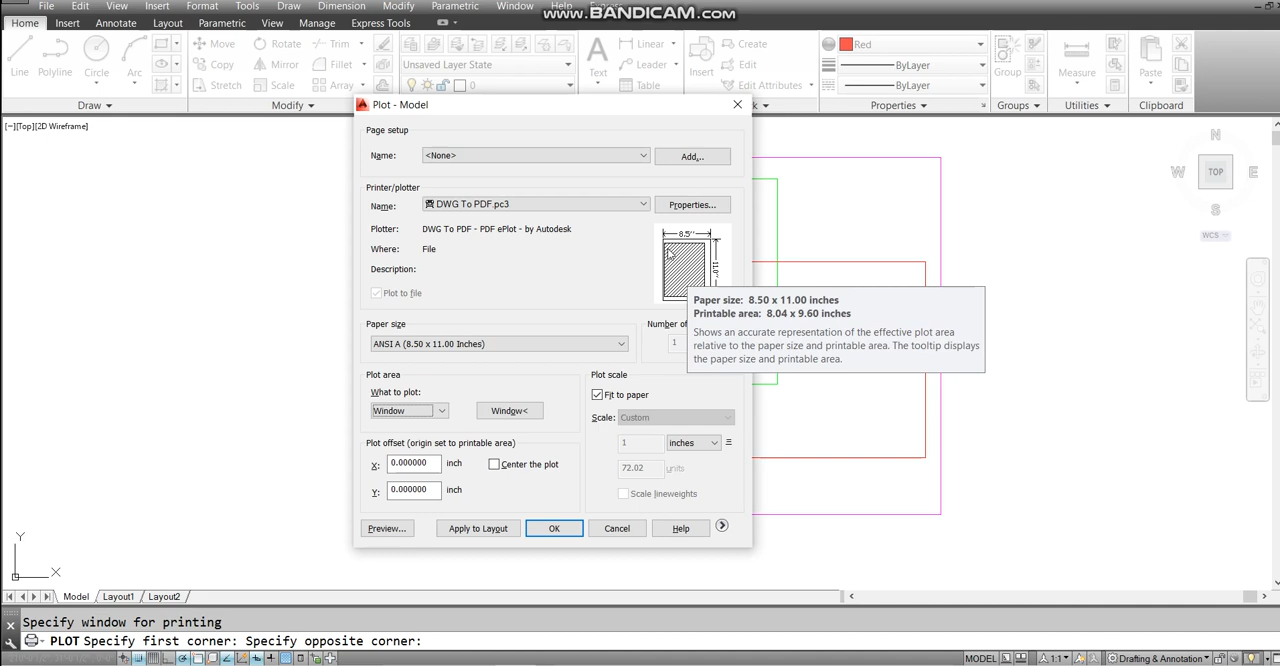 File Edit View Insert Format Tools Draw Dimension Modify Parametric Window
www.BANDICAM.com
Home Insert Annotate Layout Parametric View Manage Express Tools
Line Polyline Circle Arc
Move Rotate Trim
Copy Mirror Fillet
Stretch Scale Array
Unsaved Layer State
0
Text
Linear
Leader
Table
Insert
Create
Edit
Edit Attributes
Red
ByLayer
ByLayer
Group
Measure
Paste
Draw Modify Properties Groups Utilities Clipboard
[−][Top][2D Wireframe]
Plot - Model
Page setup
Name: <None> Add...
Printer/plotter
Name: DWG To PDF.pc3 Properties...
Plotter: DWG To PDF - PDF ePlot - by Autodesk
Where: File
Description:
Plot to file
8.5''
11.0''
Paper size
ANSI A (8.50 x 11.00 Inches)
Number of
1
Paper size: 8.50 x 11.00 inches
Printable area: 8.04 x 9.60 inches
Shows an accurate representation of the effective plot area
relative to the paper size and printable area. The tooltip displays
the paper size and printable area.
Plot area
What to plot:
Window Window<
Plot offset (origin set to printable area)
X: 0.000000 inch Center the plot
Y: 0.000000 inch
Plot scale
Fit to paper
Scale: Custom
1 inches =
72.02 units
Scale lineweights
Preview... Apply to Layout OK Cancel Help
N
W TOP E
S
WCS
Y
X
Model Layout1 Layout2
Specify window for printing
PLOT Specify first corner: Specify opposite corner:
MODEL 1:1 Drafting & Annotation